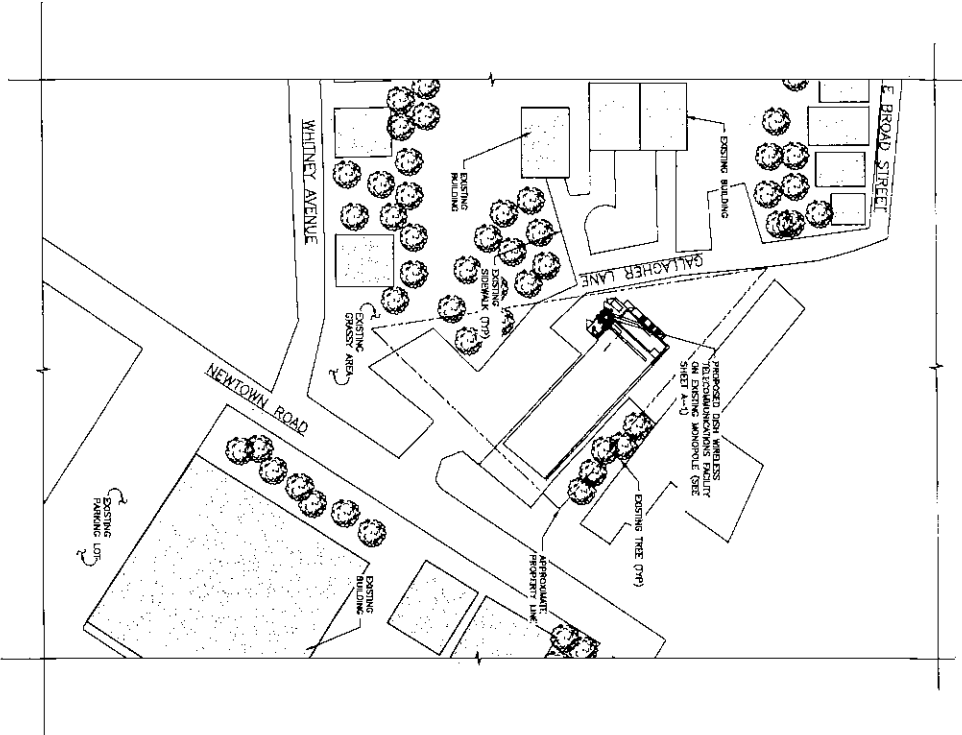 E BROAD STREET
WHITNEY AVENUE
EXISTING
BUILDING
EXISTING BUILDING
GALLAGHER LANE
EXISTING
SIDEWALK (TYP)
EXISTING
GRASSY AREA
NEWTOWN ROAD
PROPOSED DISH WIRELESS
TELECOMMUNICATIONS FACILITY
ON EXISTING MONOPOLE (SEE
SHEET A-1)
EXISTING TREE (TYP)
APPROXIMATE
PROPERTY LINE
EXISTING
PARKING LOT
EXISTING
BUILDING